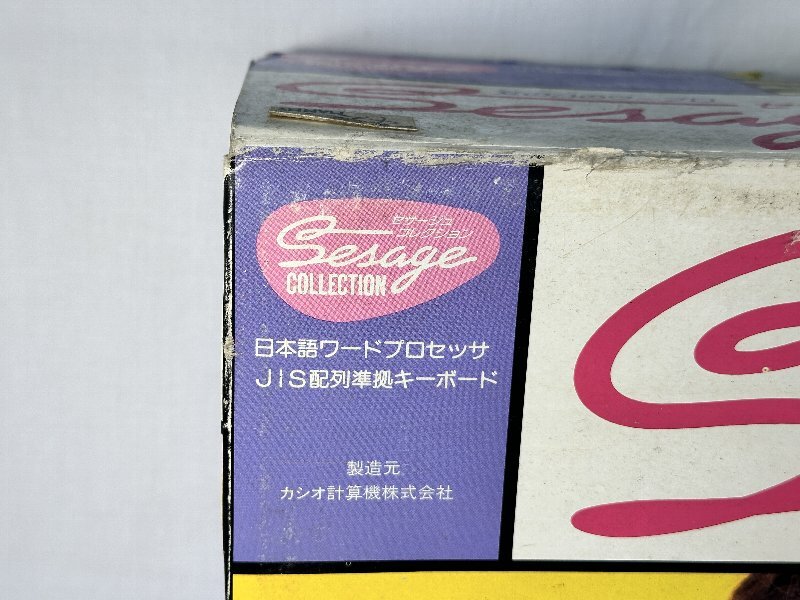 Sesage
セサージュ
コレクション
Sesage
COLLECTION
日本語ワードプロセッサ
JIS配列準拠キーボード
製造元
カシオ計算機株式会社